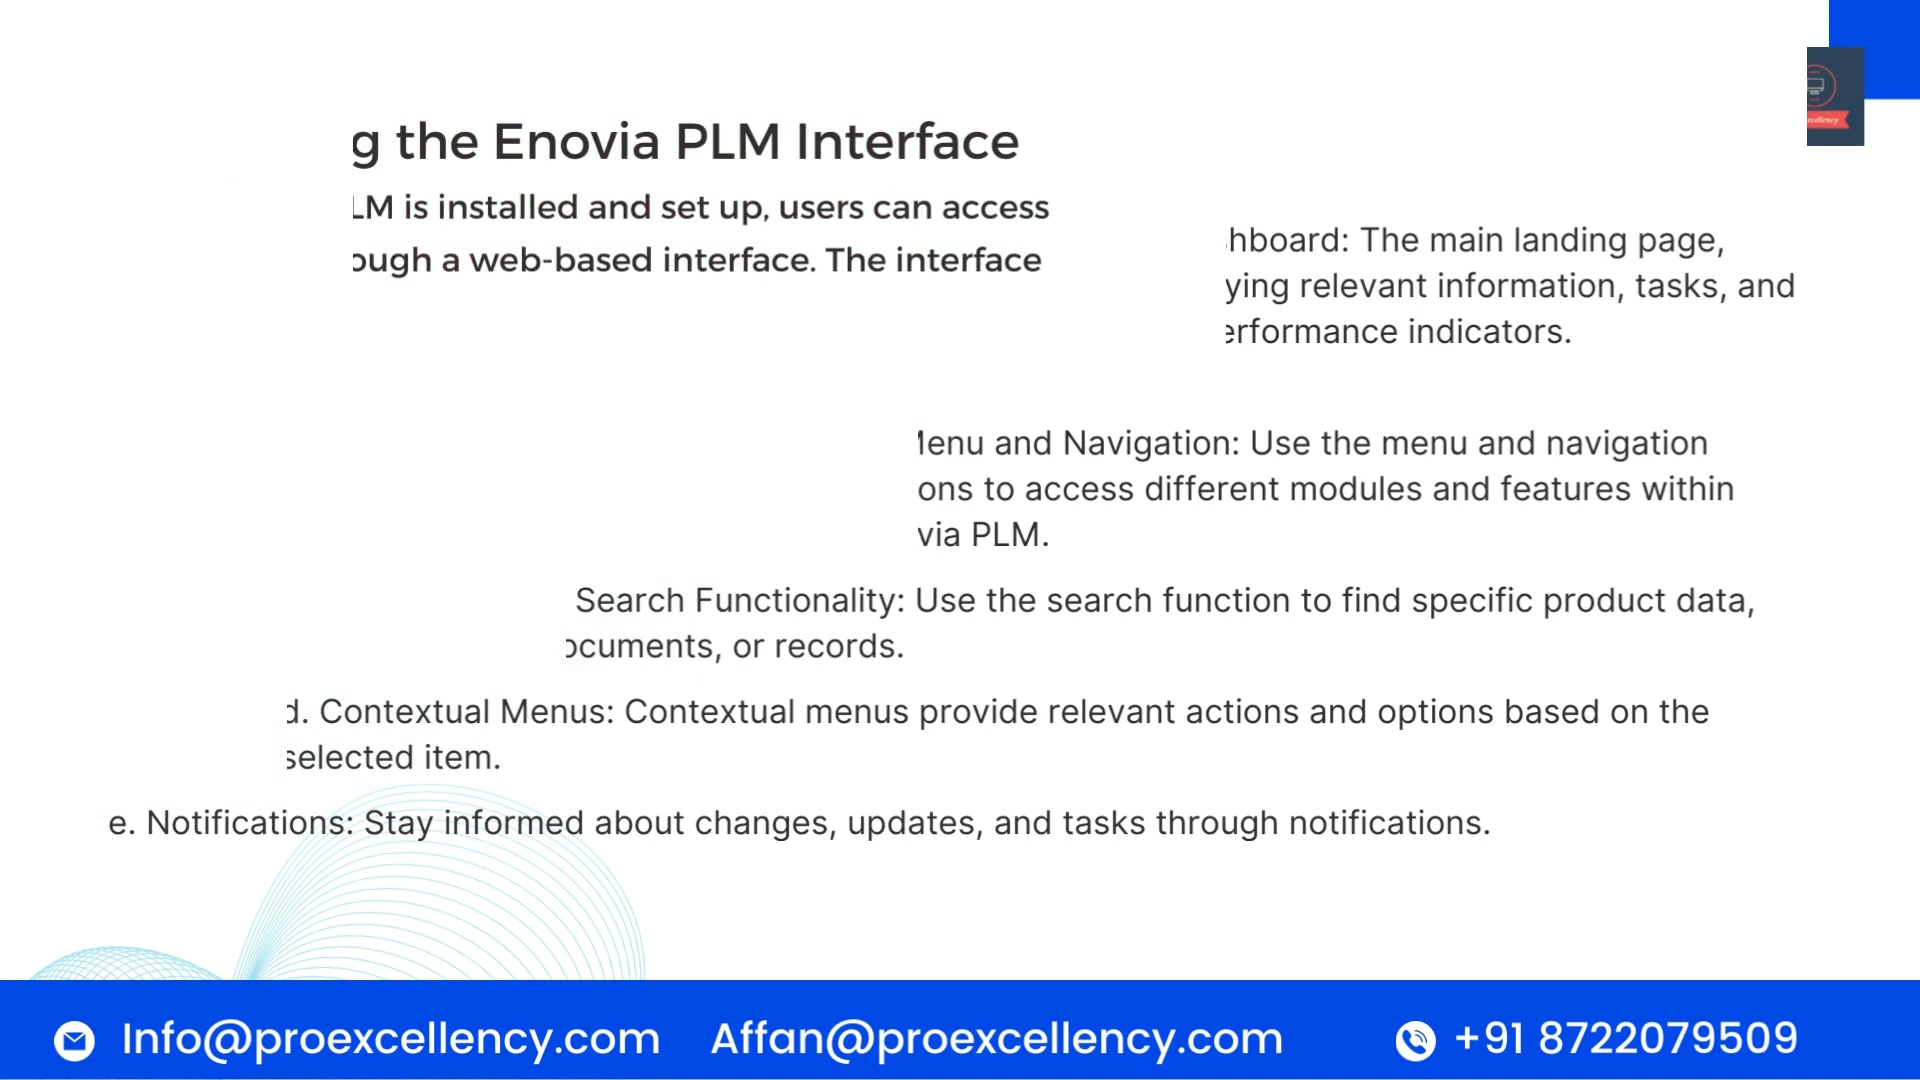 g the Enovia PLM Interface
LM is installed and set up, users can access
ough a web-based interface. The interface
hboard: The main landing page,
ying relevant information, tasks, and
erformance indicators.
enu and Navigation: Use the menu and navigation
ons to access different modules and features within
via PLM.
Search Functionality: Use the search function to find specific product data,
ocuments, or records.
d. Contextual Menus: Contextual menus provide relevant actions and options based on the
selected item.
e. Notifications: Stay informed about changes, updates, and tasks through notifications.
xcellency
Info@proexcellency.com Affan@proexcellency.com +91 8722079509